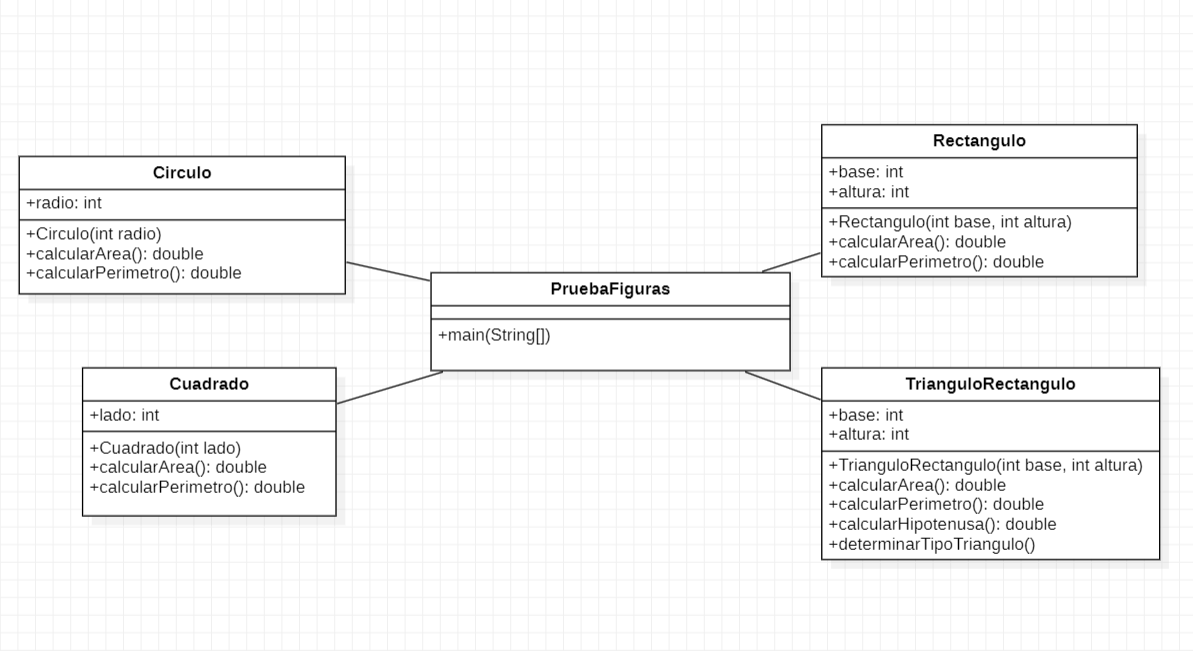 Circulo
+radio: int
+Circulo(int radio)
+calcularArea(): double
+calcularPerimetro(): double
Cuadrado
+lado: int
+Cuadrado(int lado)
+calcularArea(): double
+calcularPerimetro(): double
PruebaFiguras
+main(String[])
Rectangulo
+base: int
+altura: int
+Rectangulo(int base, int altura)
+calcularArea(): double
+calcularPerimetro(): double
TrianguloRectangulo
+base: int
+altura: int
+TrianguloRectangulo(int base, int altura)
+calcularArea(): double
+calcularPerimetro(): double
+calcularHipotenusa(): double
+determinarTipoTriangulo()